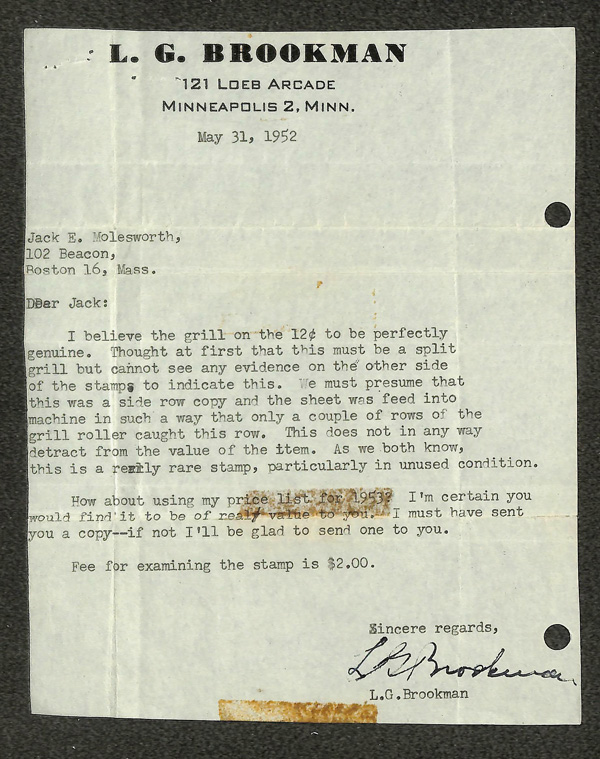 L. G. BROOKMAN
121 LOEB ARCADE
MINNEAPOLIS 2, MINN.
May 31, 1952
Jack E. Molesworth,
102 Beacon,
Boston 16, Mass.
DDear Jack:
I believe the grill on the 12¢ to be perfectly
genuine. Thought at first that this must be a split
grill but cannot see any evidence on the other side
of the stamps to indicate this. We must presume that
this was a side row copy and the sheet was feed into
machine in such a way that only a couple of rows of the
grill roller caught this row. This does not in any way
detract from the value of the item. As we both know,
this is a really rare stamp, particularly in unused condition.
How about using my price list for 1953? I'm certain you
would find it to be of real value to you. I must have sent
you a copy--if not I'll be glad to send one to you.
Fee for examining the stamp is $2.00.
Sincere regards,
L G Brookman
L.G.Brookman